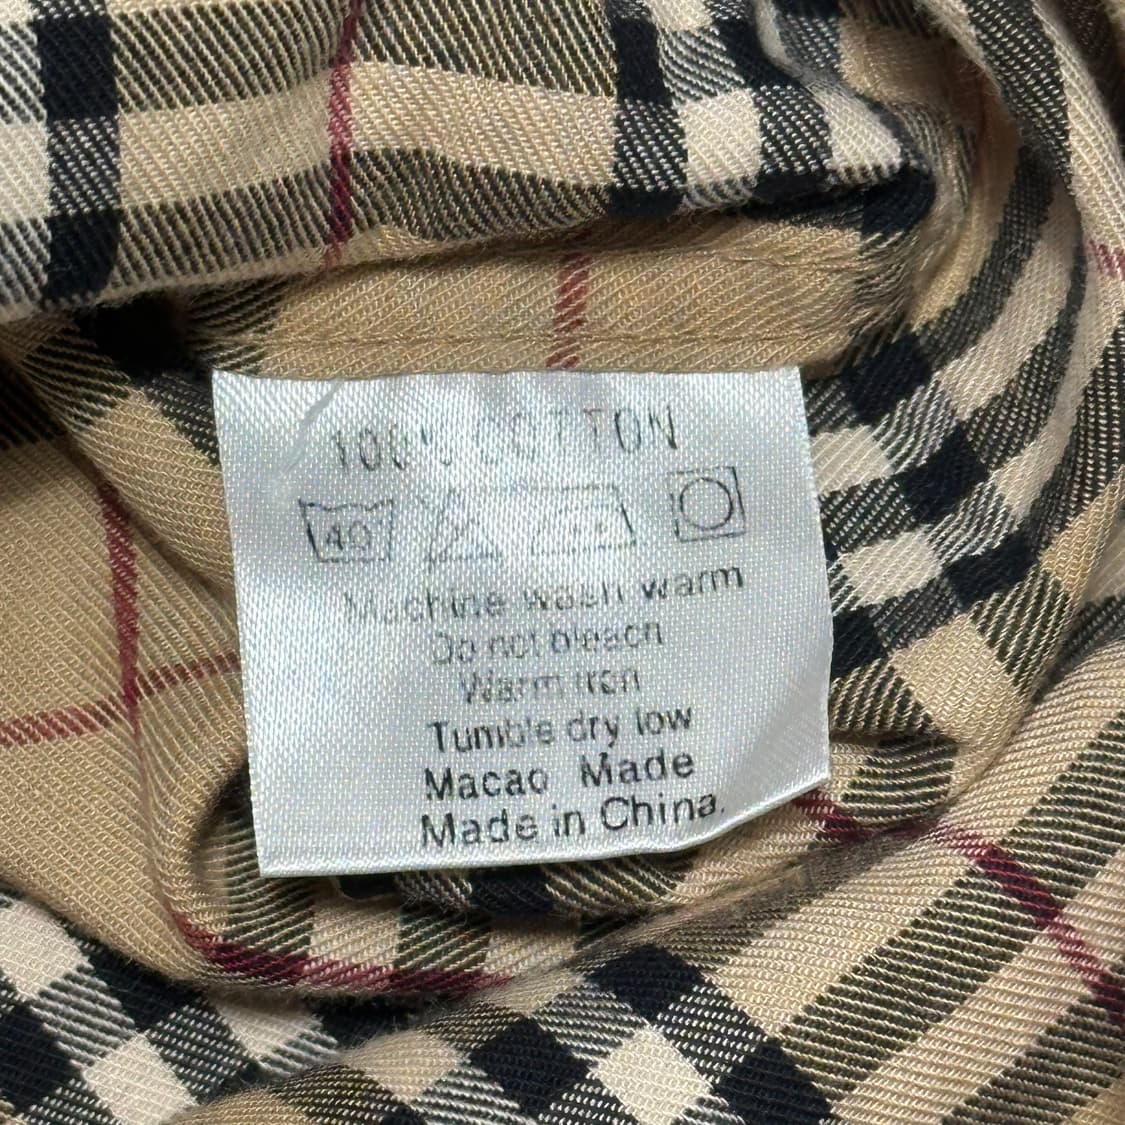 100% COTTON
40
Machine wash warm
Do not bleach
Warm iron
Tumble dry low
Macao Made
Made in China.